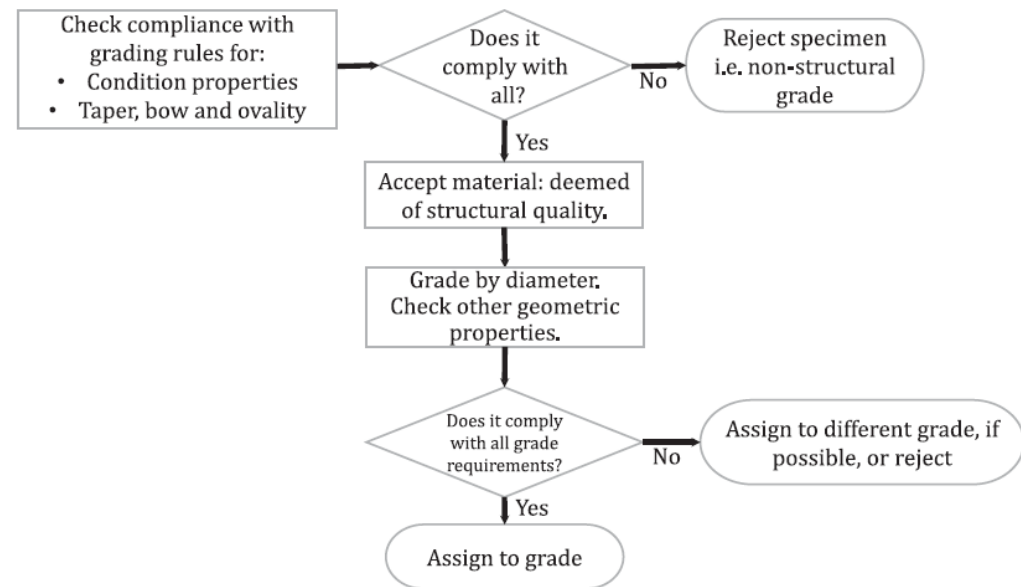 Check compliance with
grading rules for:
• Condition properties
• Taper, bow and ovality
Does it
comply with
all?
No
Reject specimen
i.e. non-structural
grade
Yes
Accept material: deemed
of structural quality.
Grade by diameter.
Check other geometric
properties.
Does it comply
with all grade
requirements?
No
Assign to different grade, if
possible, or reject
Yes
Assign to grade